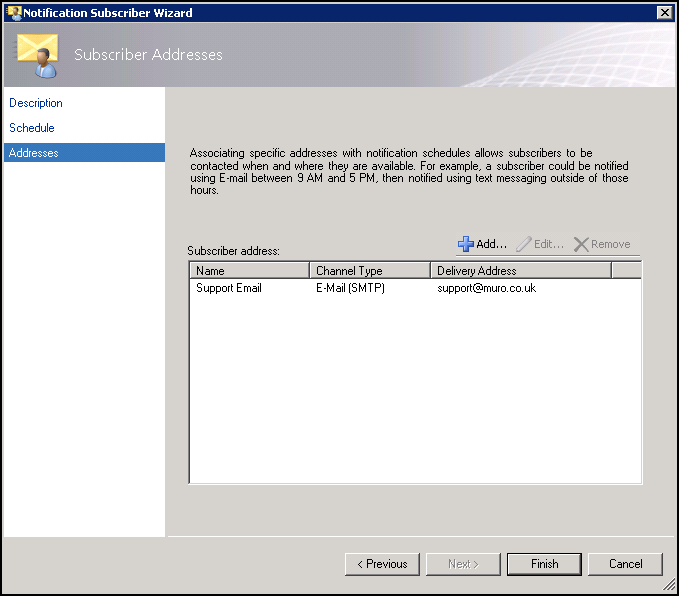 Notification Subscriber Wizard
Subscriber Addresses
Description
Schedule
Addresses
Associating specific addresses with notification schedules allows subscribers to be
contacted when and where they are available. For example, a subscriber could be notified
using E-mail between 9 AM and 5 PM, then notified using text messaging outside of those
hours.
Subscriber address:
Add... Edit... Remove
Name Channel Type Delivery Address
Support Email E-Mail (SMTP) support@muro.co.uk
< Previous Next > Finish Cancel